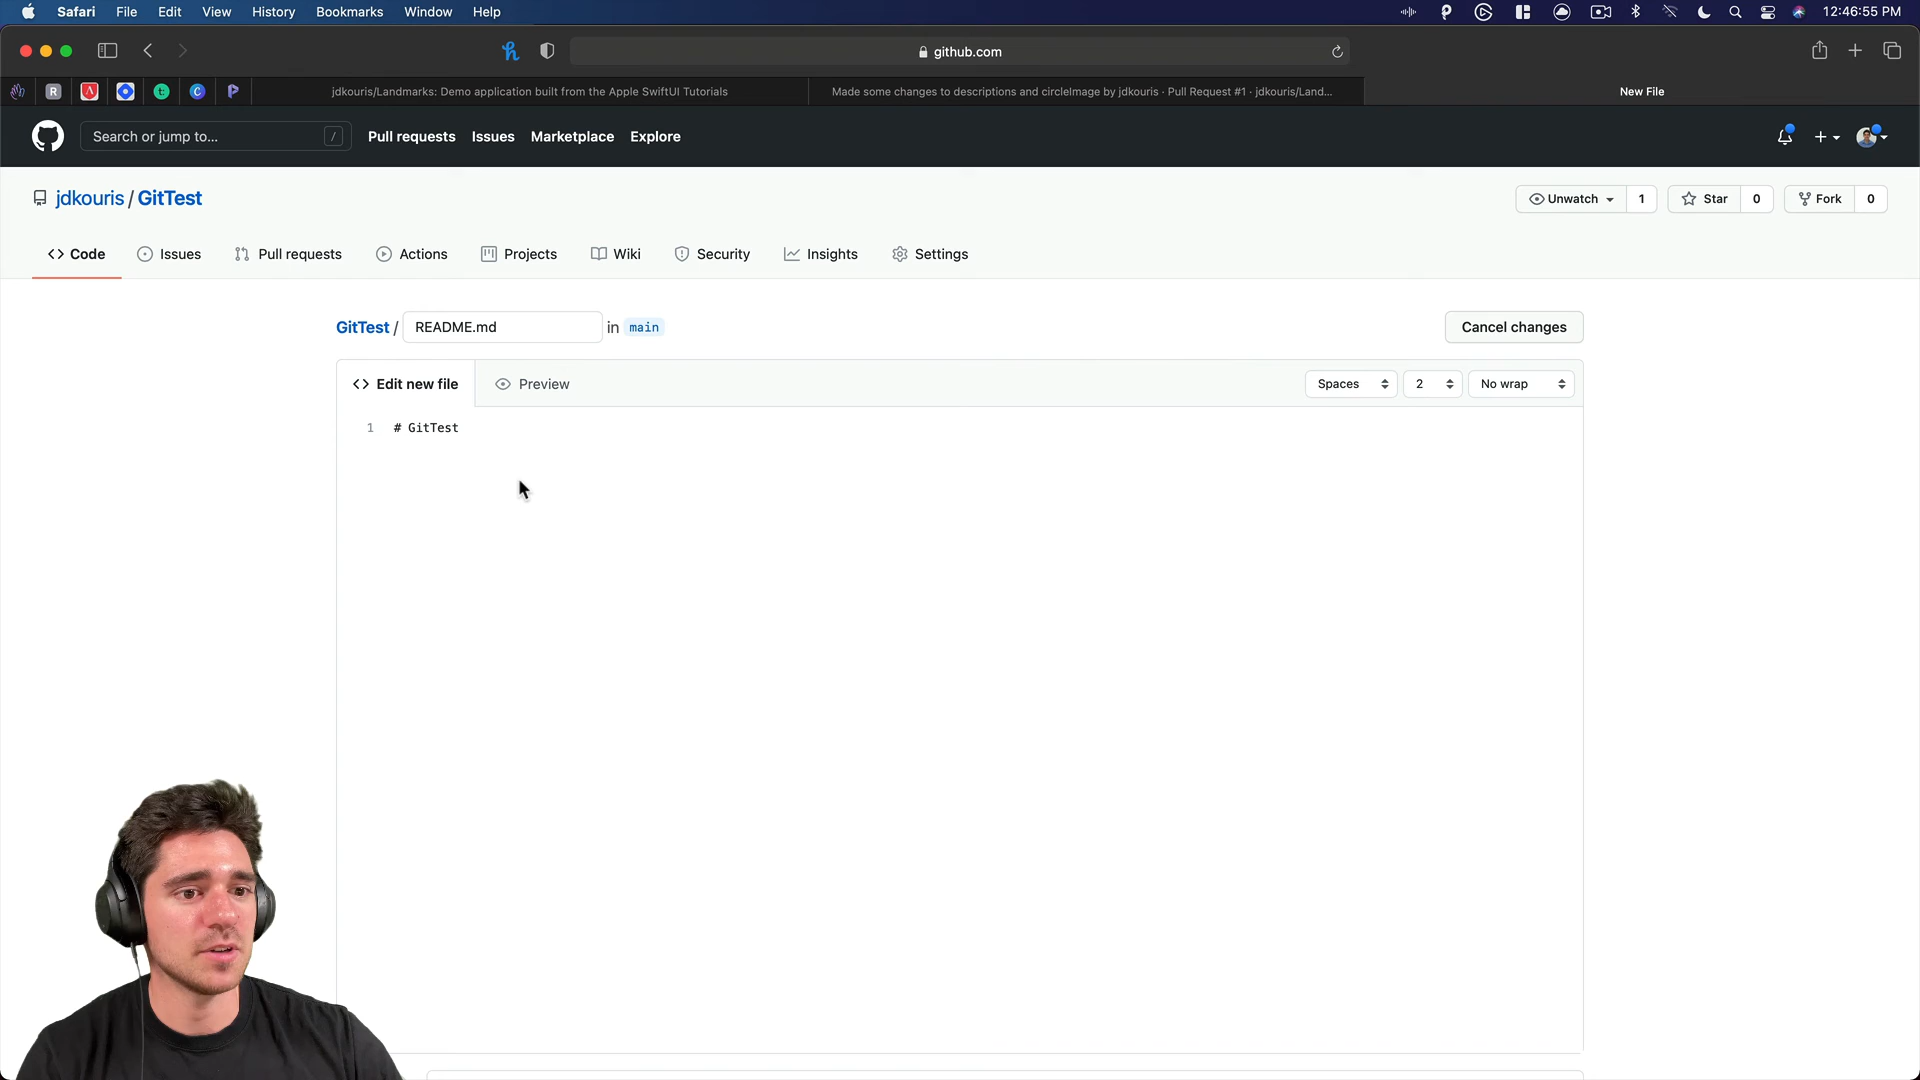 Safari File Edit View History Bookmarks Window Help 12:46:55 PM
github.com
jdkouris/Landmarks: Demo application built from the Apple SwiftUI Tutorials
Made some changes to descriptions and circleImage by jdkouris · Pull Request #1 · jdkouris/Land...
New File
Search or jump to... /
Pull requests Issues Marketplace Explore
jdkouris / GitTest
Unwatch 1 Star 0 Fork 0
Code Issues Pull requests Actions Projects Wiki Security Insights Settings
GitTest / README.md in main
Cancel changes
Edit new file Preview
Spaces 2 No wrap
1 # GitTest